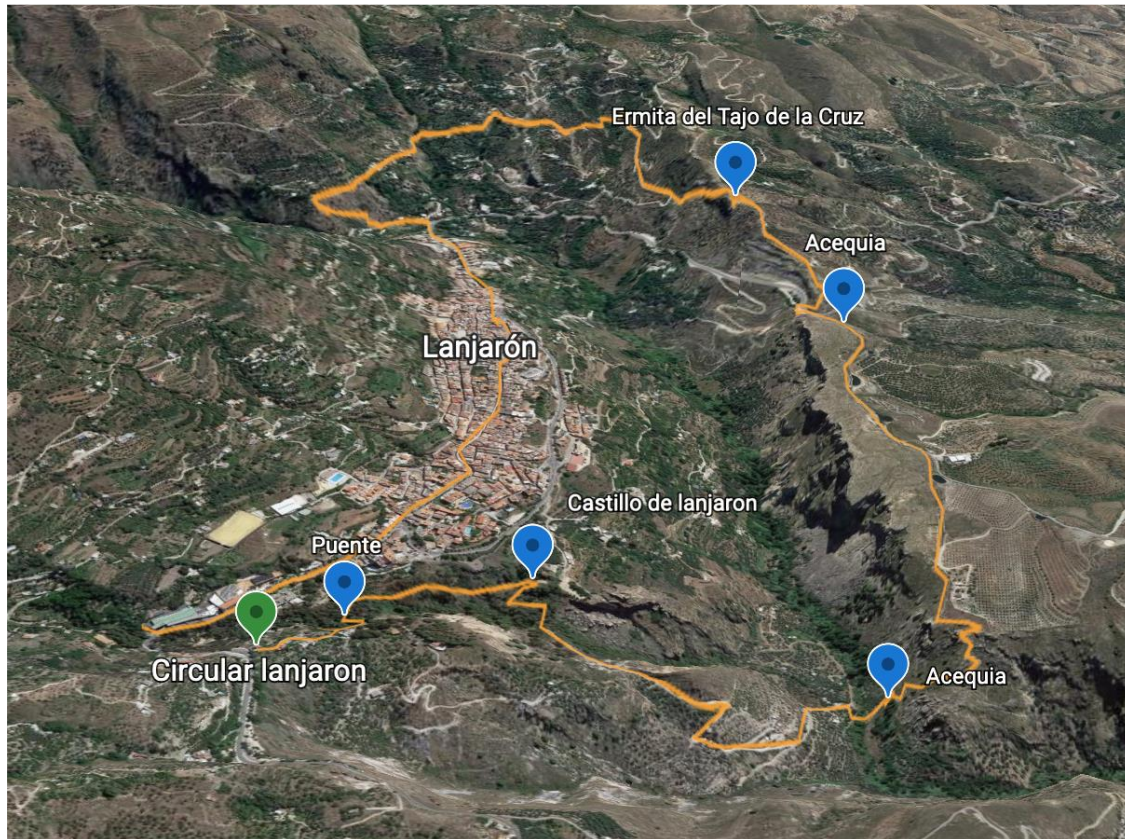 Ermita del Tajo de la Cruz
Acequia
Lanjarón
Castillo de lanjaron
Puente
Circular lanjaron
Acequia